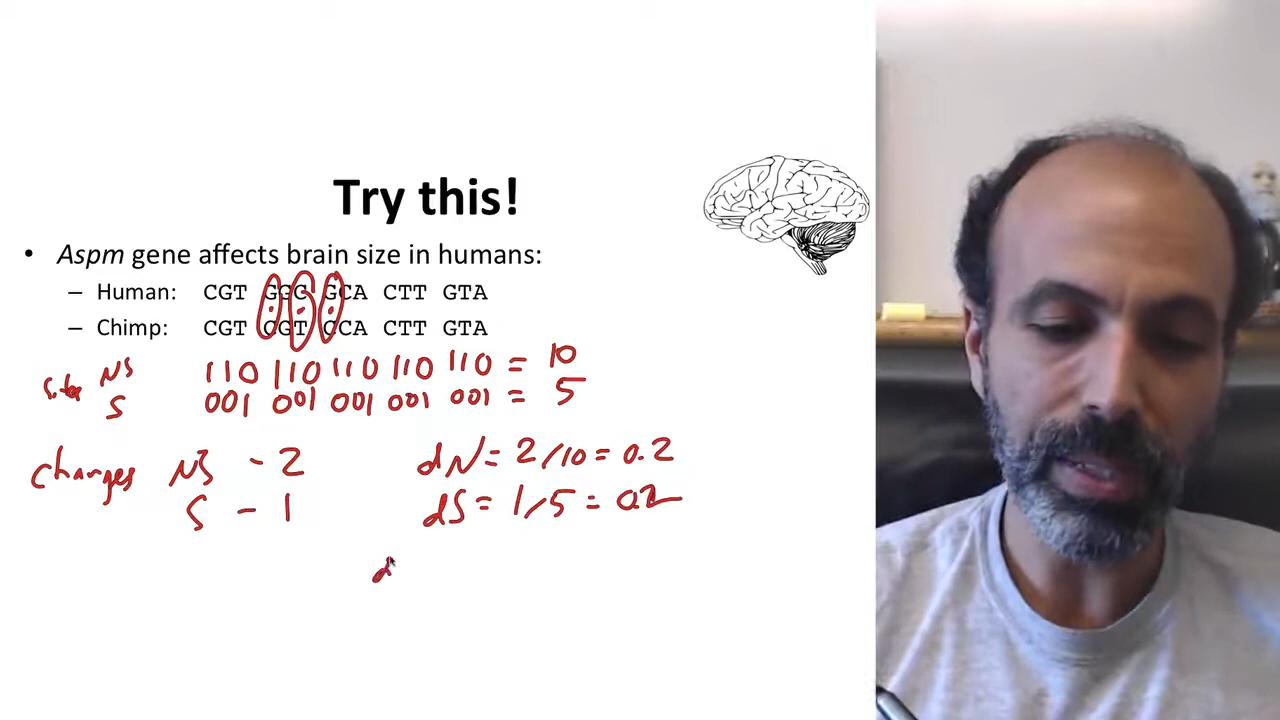 Try this!
• Aspm gene affects brain size in humans:
– Human: CGT GGC GCA CTT GTA
– Chimp: CGT CGT CCA CTT GTA
Sites NS 110 110 110 110 110 = 10
S 001 001 001 001 001 = 5
Changes NS - 2
S - 1
dN = 2/10 = 0.2
dS = 1/5 = 0.2
d